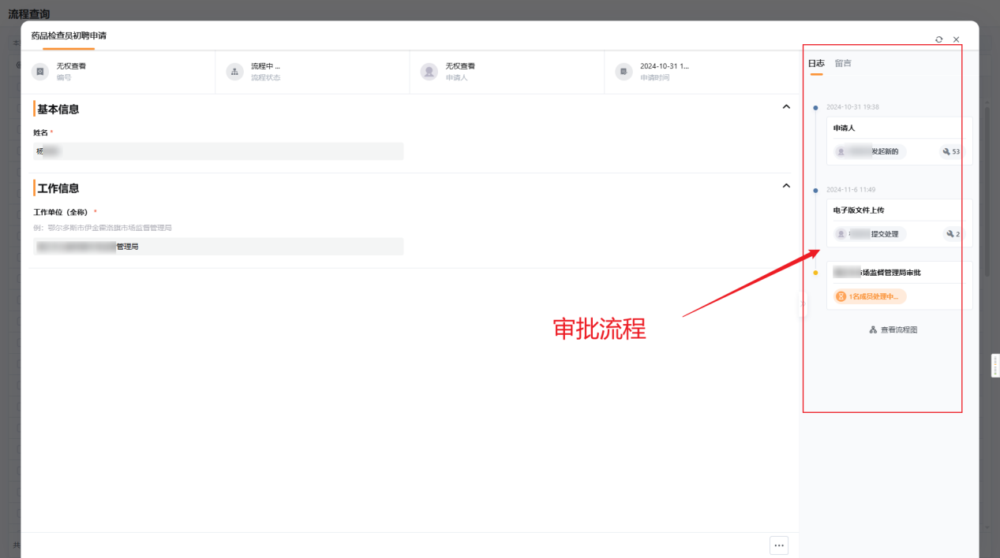 流程查询
药品检查员初聘申请
无权查看
编号
流程中 ...
流程状态
无权查看
申请人
2024-10-31 1...
申请时间
基本信息
姓名 *
杨
工作信息
工作单位（全称） *
例：鄂尔多斯市伊金霍洛旗市场监督管理局
管理局
审批流程
日志 留言
2024-10-31 19:38
申请人
发起新的 53
2024-11-6 11:49
电子版文件上传
提交处理 2
场监督管理局审批
1名成员处理中...
查看流程图
共